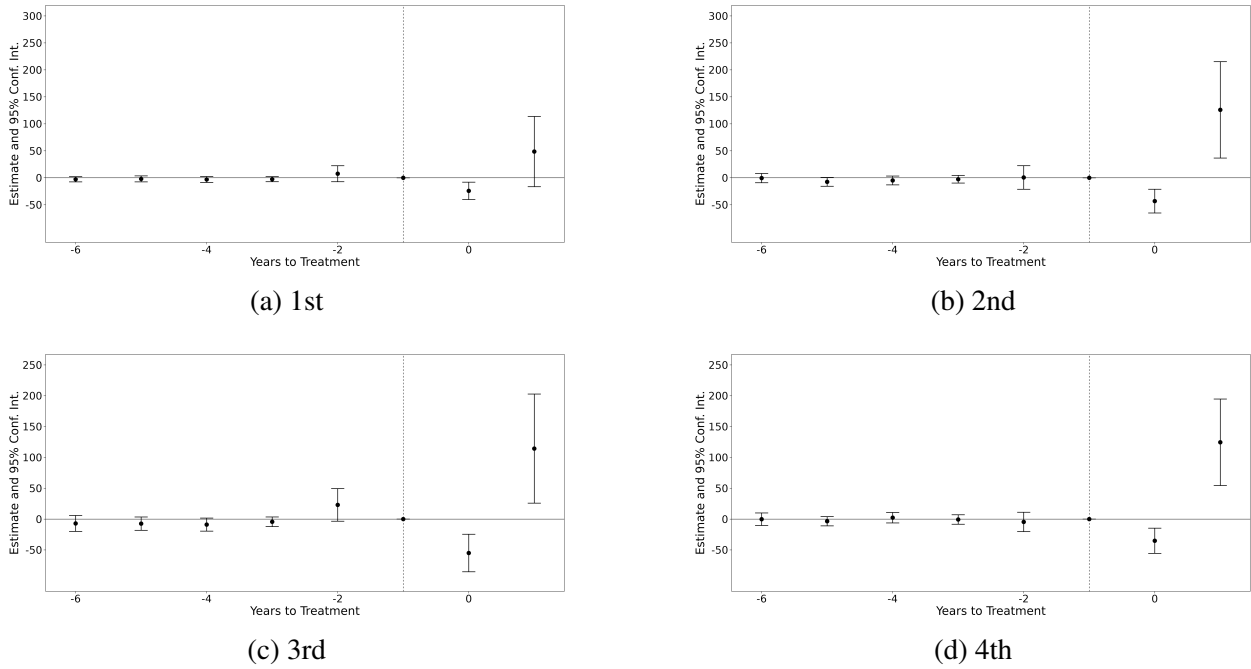 Estimate and 95% Conf. Int.
300
250
200
150
100
50
0
-50
-6 -4 -2 0
Years to Treatment
(a) 1st
Estimate and 95% Conf. Int.
300
250
200
150
100
50
0
-50
-6 -4 -2 0
Years to Treatment
(b) 2nd
Estimate and 95% Conf. Int.
250
200
150
100
50
0
-50
-6 -4 -2 0
Years to Treatment
(c) 3rd
Estimate and 95% Conf. Int.
250
200
150
100
50
0
-50
-6 -4 -2 0
Years to Treatment
(d) 4th